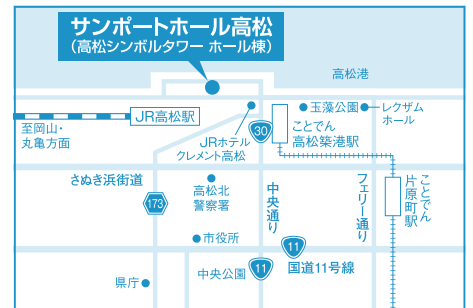 サンポートホール高松
(高松シンボルタワー ホール棟)
高松港
JR高松駅
至岡山・
丸亀方面
JRホテル
クレメント高松
30
ことでん
高松築港駅
玉藻公園
レクザム
ホール
さぬき浜街道
173
高松北
警察署
中央通り
フェリー通り
ことでん
片原町駅
市役所
11
国道11号線
中央公園
11
県庁